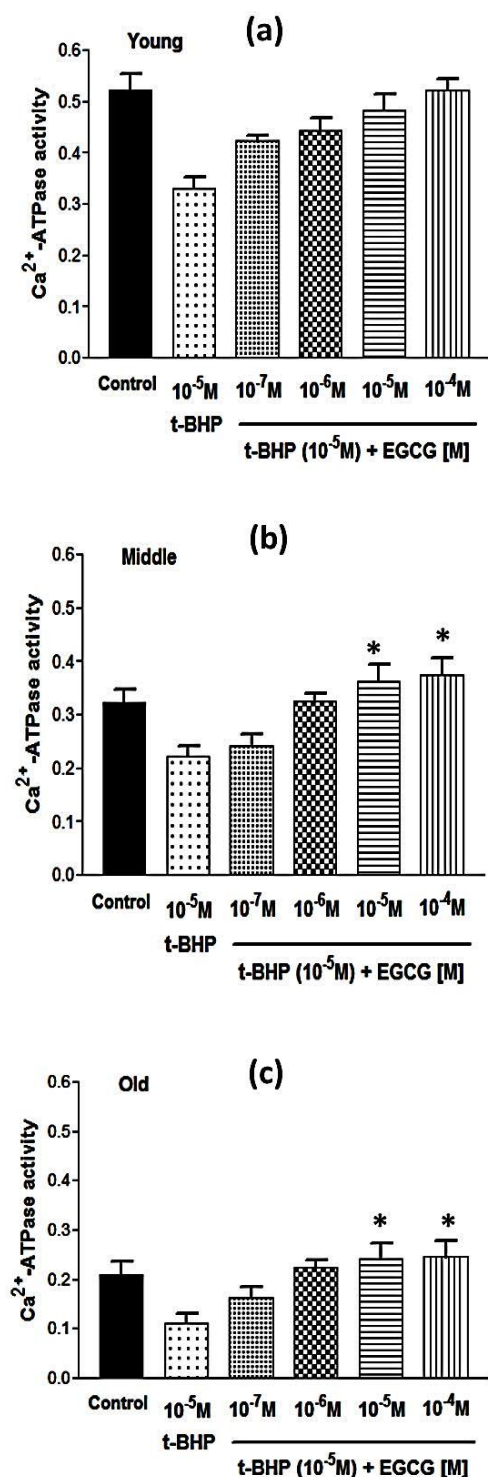 (a)
Young
Ca²⁺-ATPase activity
0.6
0.5
0.4
0.3
0.2
0.1
0.0
Control 10⁻⁵M 10⁻⁷M 10⁻⁶M 10⁻⁵M 10⁻⁴M
t-BHP
t-BHP (10⁻⁵M) + EGCG [M]
(b)
Middle
Ca²⁺-ATPase activity
0.6
0.5
0.4
0.3
0.2
0.1
0.0
* *
Control 10⁻⁵M 10⁻⁷M 10⁻⁶M 10⁻⁵M 10⁻⁴M
t-BHP
t-BHP (10⁻⁵M) + EGCG [M]
(c)
Old
Ca²⁺-ATPase activity
0.6
0.5
0.4
0.3
0.2
0.1
0.0
* *
Control 10⁻⁵M 10⁻⁷M 10⁻⁶M 10⁻⁵M 10⁻⁴M
t-BHP
t-BHP (10⁻⁵M) + EGCG [M]